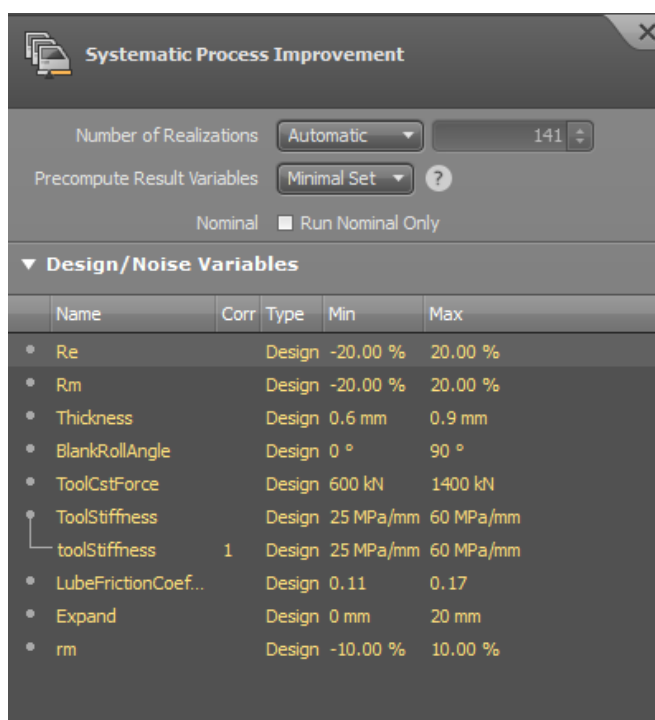 Systematic Process Improvement
Number of Realizations Automatic 141
Precompute Result Variables Minimal Set ?
Nominal Run Nominal Only
Design/Noise Variables
Name Corr Type Min Max
Re Design -20.00 % 20.00 %
Rm Design -20.00 % 20.00 %
Thickness Design 0.6 mm 0.9 mm
BlankRollAngle Design 0 ° 90 °
ToolCstForce Design 600 kN 1400 kN
ToolStiffness Design 25 MPa/mm 60 MPa/mm
toolStiffness 1 Design 25 MPa/mm 60 MPa/mm
LubeFrictionCoef... Design 0.11 0.17
Expand Design 0 mm 20 mm
rm Design -10.00 % 10.00 %